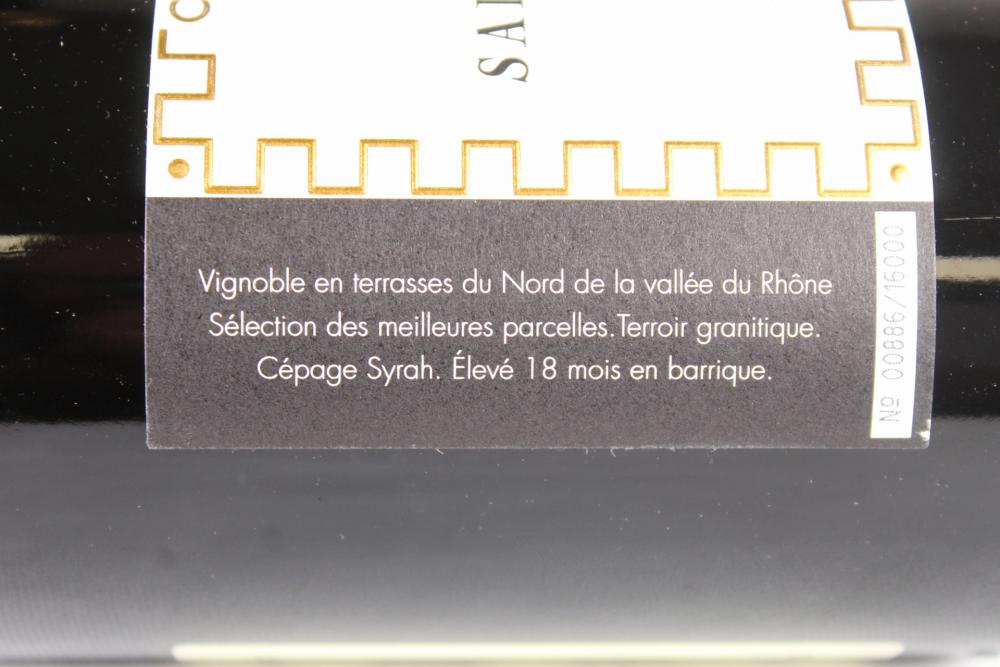 C
SAI
Vignoble en terrasses du Nord de la vallée du Rhône
Sélection des meilleures parcelles. Terroir granitique.
Cépage Syrah. Élevé 18 mois en barrique.
Nº 00886/16000